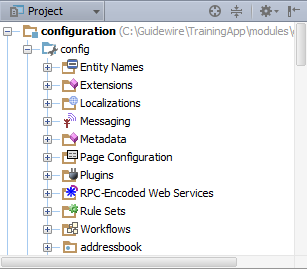 Project
configuration (C:\Guidewire\TrainingApp\modules\
config
Entity Names
Extensions
Localizations
Messaging
Metadata
Page Configuration
Plugins
RPC-Encoded Web Services
Rule Sets
Workflows
addressbook